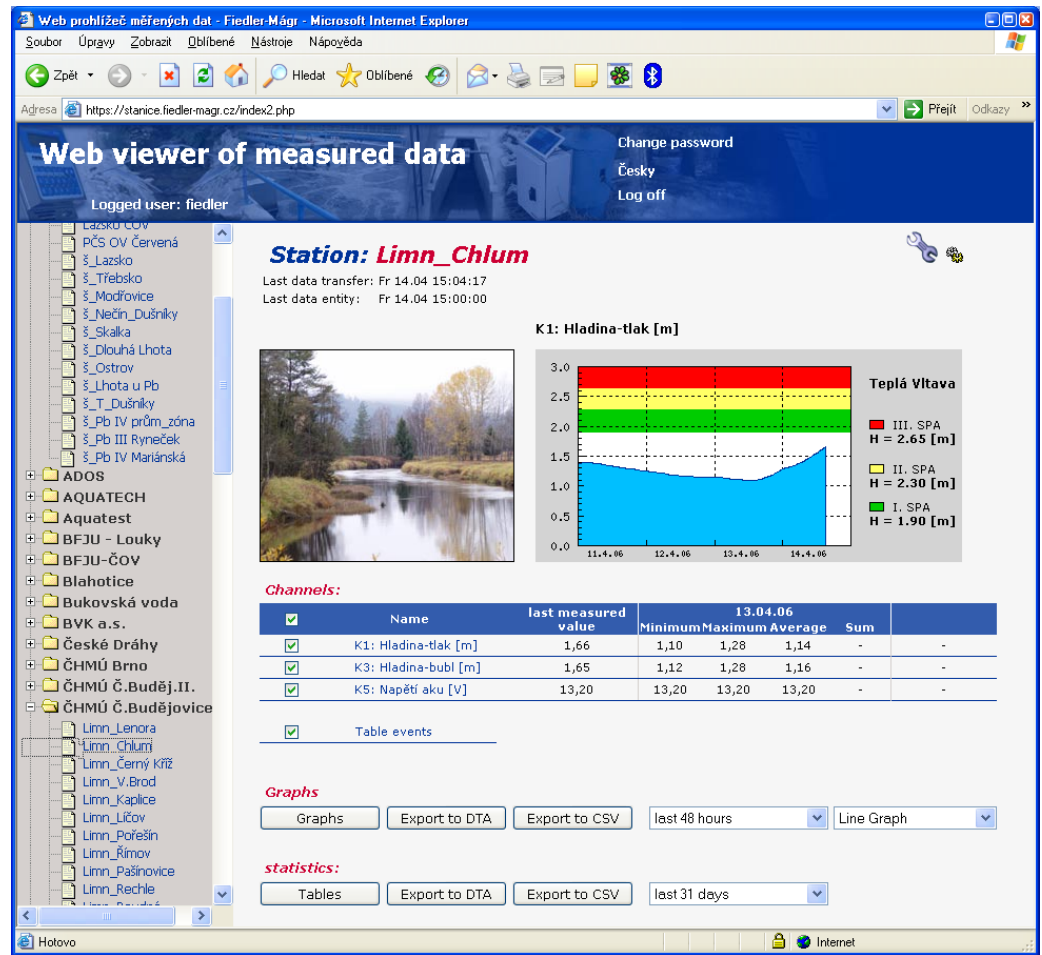 Web prohlížeč měřených dat - Fiedler-Mágr - Microsoft Internet Explorer
Soubor Úpravy Zobrazit Oblíbené Nástroje Nápověda
Zpět Hledat Oblíbené
Adresa https://stanice.fiedler-magr.cz/index2.php Přejít Odkazy »
Web viewer of measured data
Logged user: fiedler
Change password
Česky
Log off
Lazsko ČOV
PČS OV Červená
š_Lazsko
š_Třebsko
š_Modřovice
š_Nečín_Dušníky
š_Skalka
š_Dlouhá Lhota
š_Ostrov
š_Lhota u Pb
š_T_Dušníky
š_Pb IV prům_zóna
š_Pb III Ryneček
š_Pb IV Mariánská
ADOS
AQUATECH
Aquatest
BFJU - Louky
BFJU-ČOV
Blahotice
Bukovská voda
BVK a.s.
České Dráhy
ČHMÚ Brno
ČHMÚ Č.Buděj.II.
ČHMÚ Č.Budějovice
Limn_Lenora
Limn_Chlum
Limn_Černý Kříž
Limn_V.Brod
Limn_Kaplice
Limn_Líčov
Limn_Pořešín
Limn_Římov
Limn_Pašínovice
Limn_Rechle
Station: Limn_Chlum
Last data transfer: Fr 14.04 15:04:17
Last data entity: Fr 14.04 15:00:00
K1: Hladina-tlak [m]
3.0
2.5
2.0
1.5
1.0
0.5
0.0
11.4.06 12.4.06 13.4.06 14.4.06
Teplá Vltava
III. SPA
H = 2.65 [m]
II. SPA
H = 2.30 [m]
I. SPA
H = 1.90 [m]
Channels:
Name last measured value 13.04.06
Minimum Maximum Average Sum
K1: Hladina-tlak [m] 1,66 1,10 1,28 1,14 - -
K3: Hladina-bubl [m] 1,65 1,12 1,28 1,16 - -
K5: Napětí aku [V] 13,20 13,20 13,20 13,20 - -
Table events
Graphs
Graphs Export to DTA Export to CSV last 48 hours Line Graph
statistics:
Tables Export to DTA Export to CSV last 31 days
Hotovo Internet